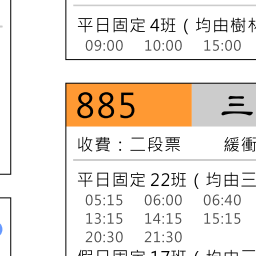 平日固定 4班 ( 均由樹林
09:00 10:00 15:00
885 三
收費：二段票 緩衝
平日固定 22班 ( 均由三
05:15 06:00 06:40
13:15 14:15 15:15
20:30 21:30
假日固定 17班 ( 均由三